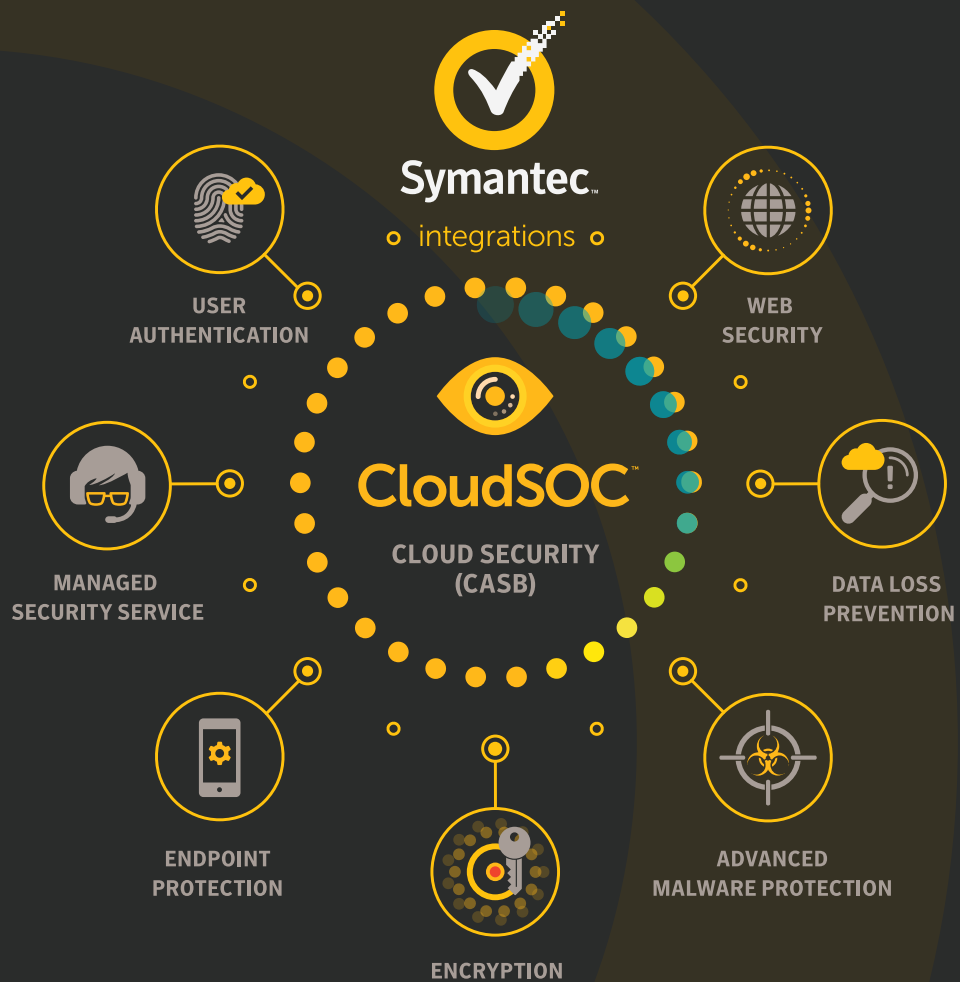 Symantec™
integrations
USER
AUTHENTICATION
WEB
SECURITY
CloudSOC™
CLOUD SECURITY
(CASB)
MANAGED
SECURITY SERVICE
DATA LOSS
PREVENTION
ENDPOINT
PROTECTION
ADVANCED
MALWARE PROTECTION
ENCRYPTION